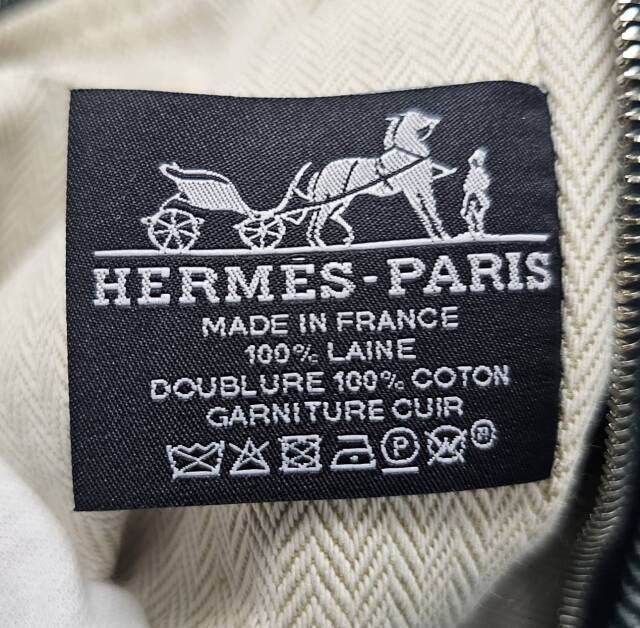 HERMÈS-PARIS
MADE IN FRANCE
100% LAINE
DOUBLURE 100% COTON
GARNITURE CUIR
P